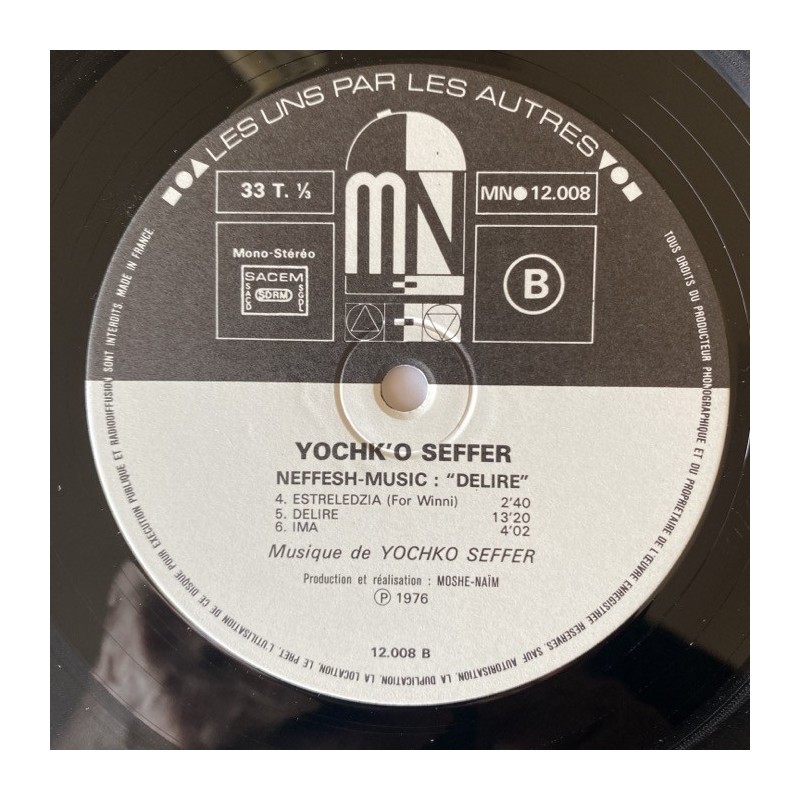 ■●▲ LES UNS PAR LES AUTRES ▼●■
33 T. ⅓
MN
MN● 12.008
Mono-Stéréo
SACEM
SACD
SDRM
SGDL
B
YOCHK'O SEFFER
NEFFESH-MUSIC : "DELIRE"
4. ESTRELEDZIA (For Winni) 2'40
5. DELIRE 13'20
6. IMA 4'02
Musique de YOCHKO SEFFER
Production et réalisation : MOSHE-NAÏM
Ⓟ 1976
12.008 B
TOUS DROITS DU PRODUCTEUR PHONOGRAPHIQUE ET DU PROPRIETAIRE DE L'ŒUVRE ENREGISTREE RESERVES. SAUF AUTORISATION, LA DUPLICATION, LA LOCATION, LE PRET, L'UTILISATION DE CE DISQUE POUR EXECUTION PUBLIQUE ET RADIODIFFUSION SONT INTERDITS. MADE IN FRANCE.